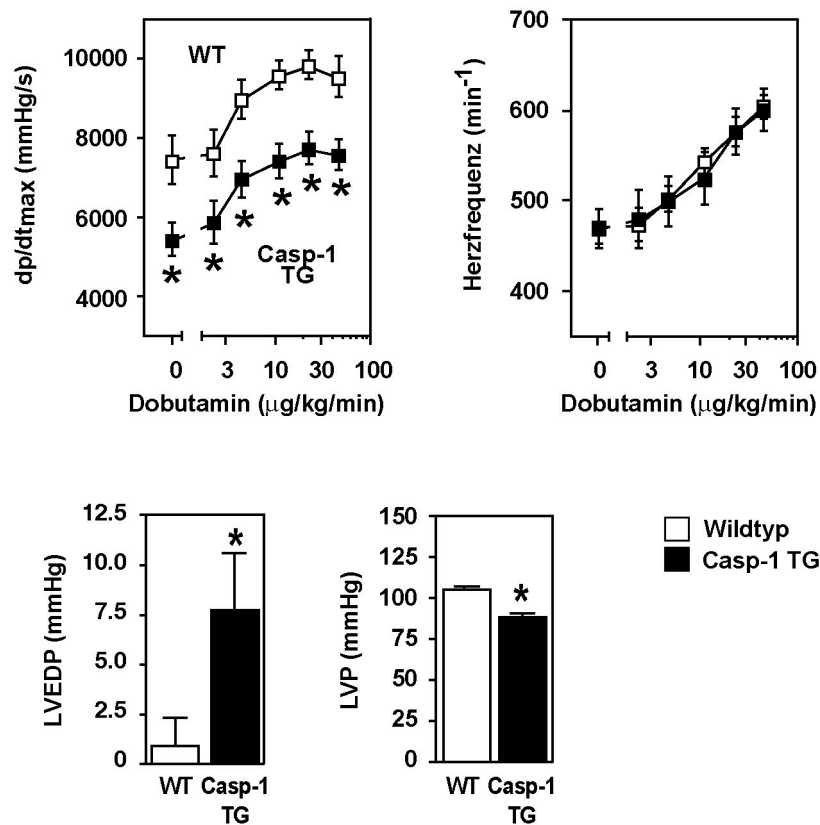 dp/dtmax (mmHg/s)
10000
8000
6000
4000
WT
*
*
*
*
*
*
Casp-1
TG
0 3 10 30 100
Dobutamin (μg/kg/min)
Herzfrequenz (min-1)
700
600
500
400
0 3 10 30 100
Dobutamin (μg/kg/min)
LVEDP (mmHg)
12.5
10.0
7.5
5.0
2.5
0
*
WT Casp-1
TG
LVP (mmHg)
150
125
100
75
50
25
0
*
WT Casp-1
TG
Wildtyp
Casp-1 TG